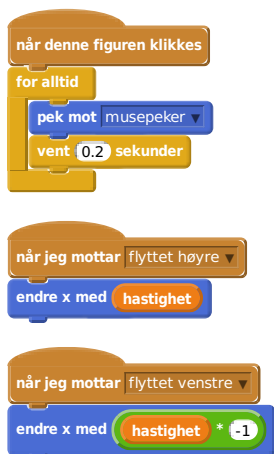 når denne figuren klikkes
for alltid
pek mot musepeker ▼
vent 0.2 sekunder
når jeg mottar flyttet høyre ▼
endre x med hastighet
når jeg mottar flyttet venstre ▼
endre x med hastighet * -1